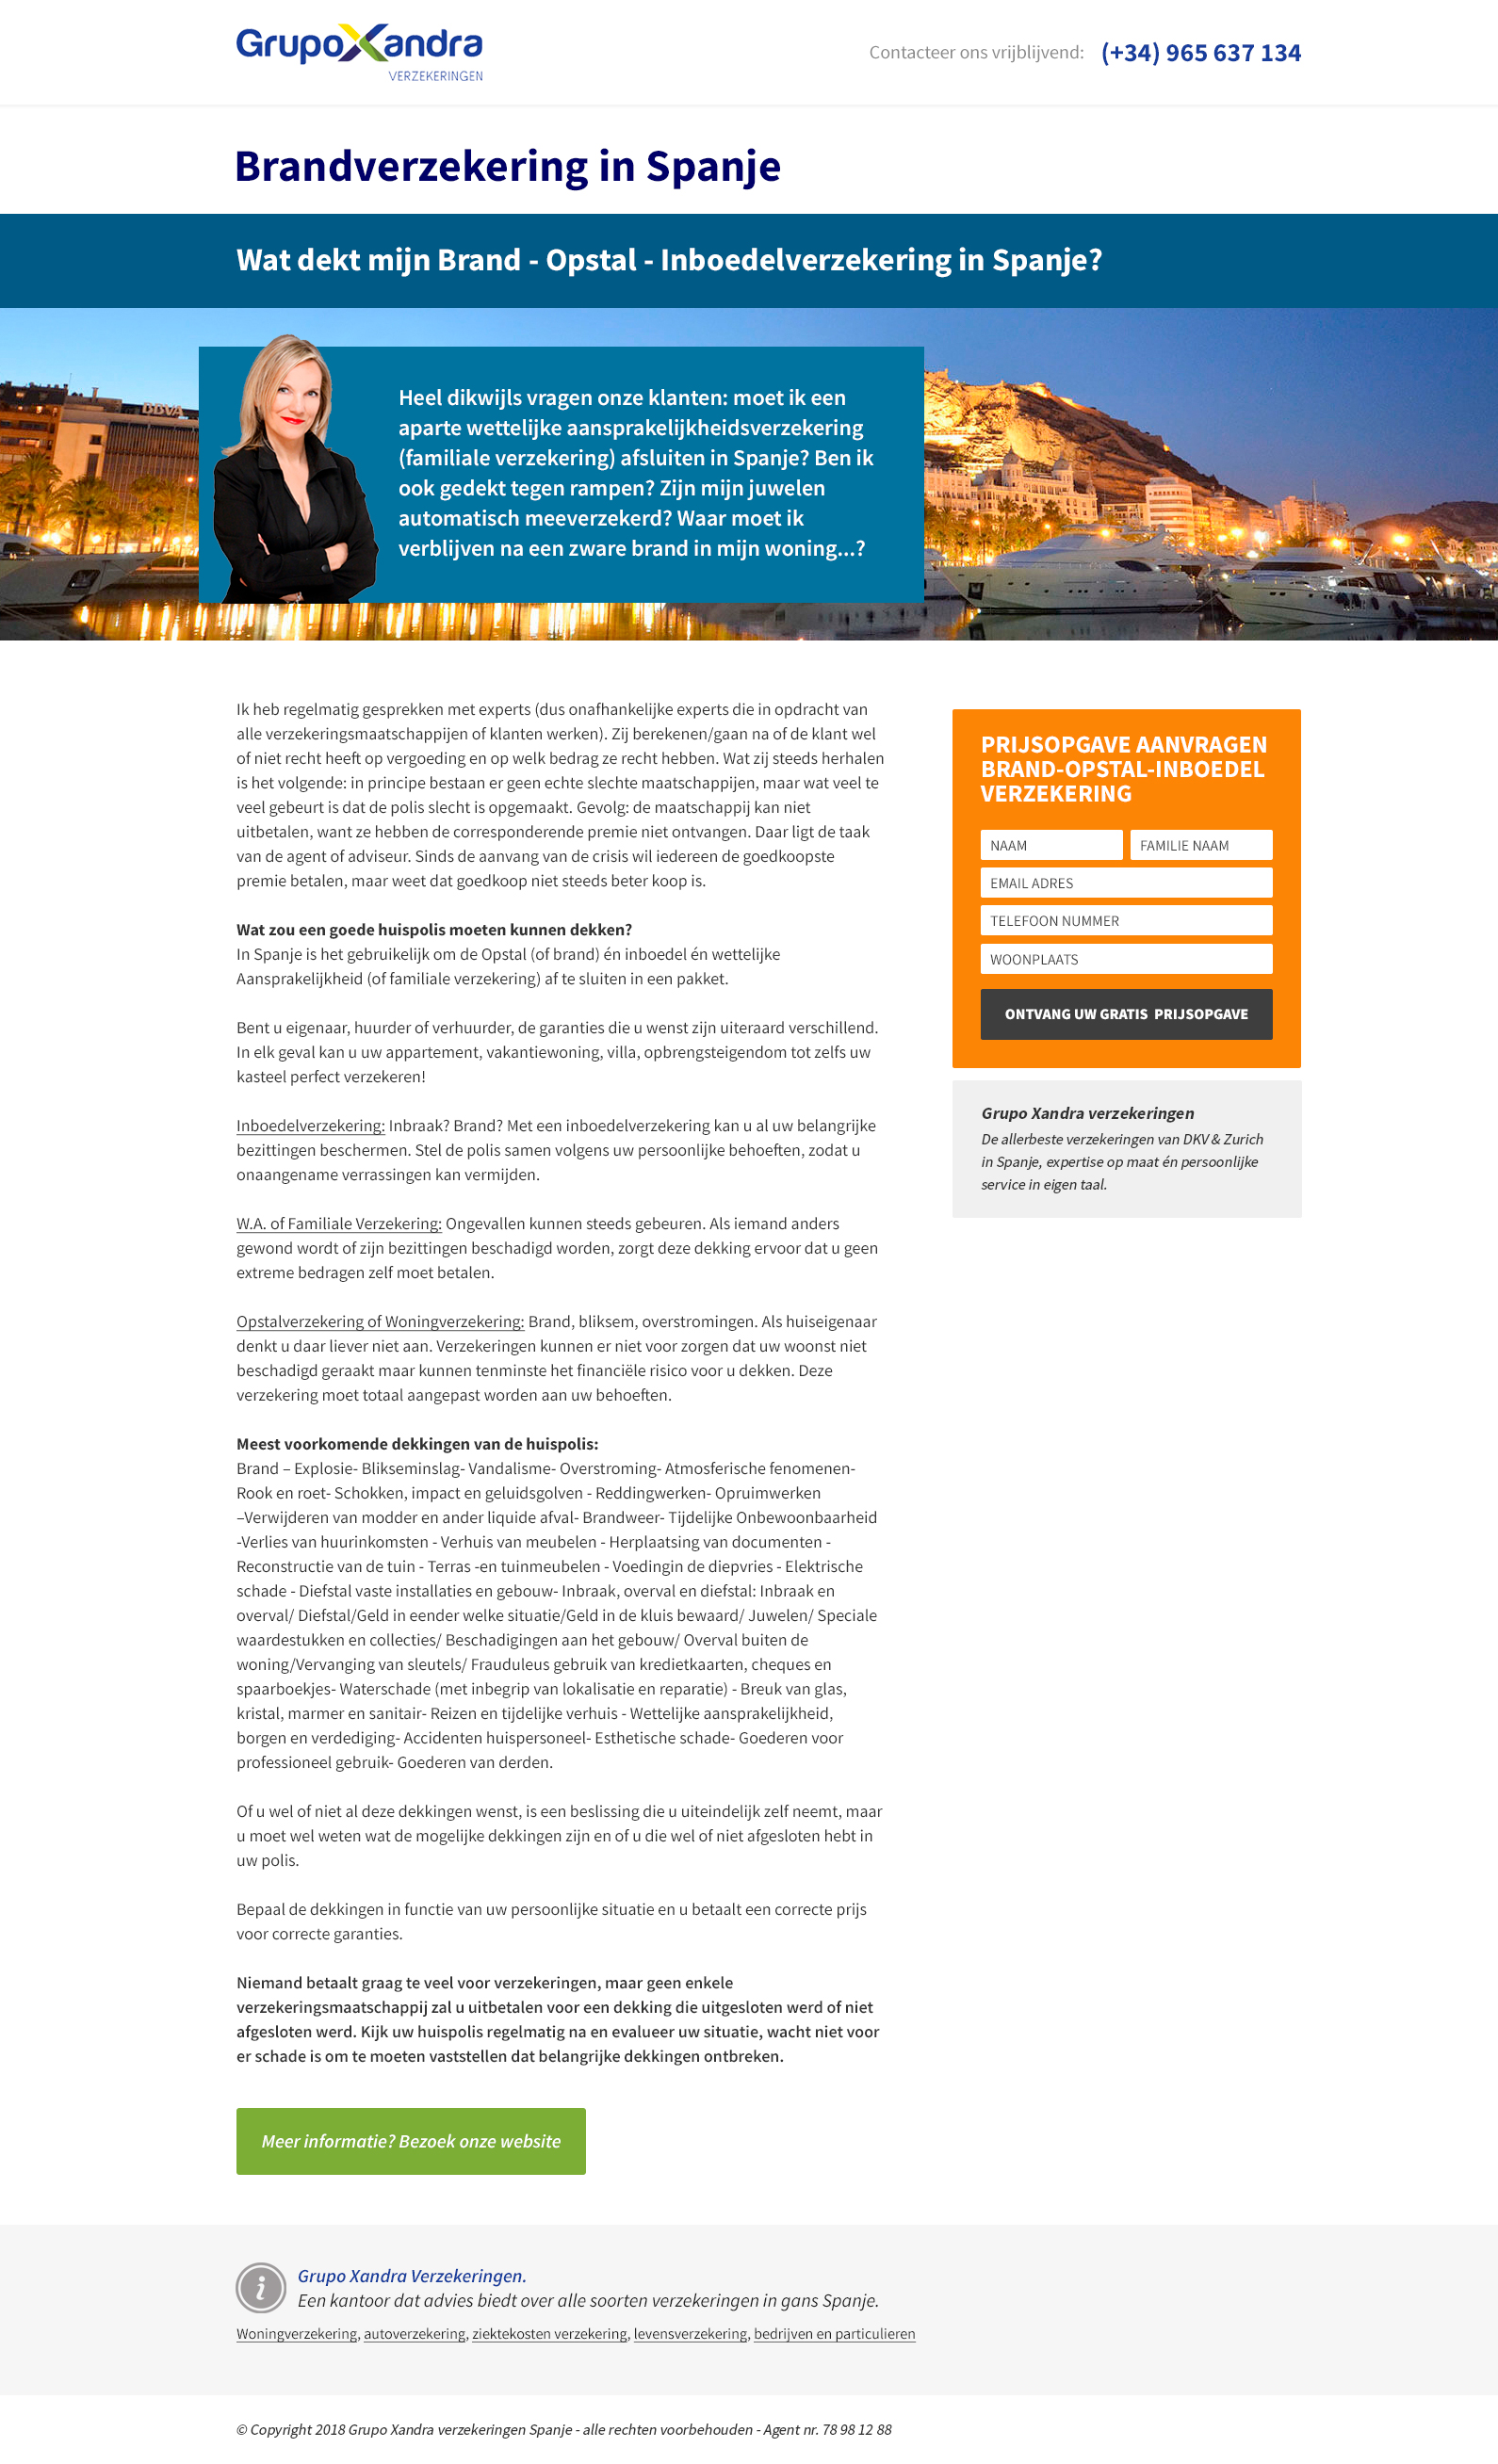 GrupoXandra
VERZEKERINGEN
Contacteer ons vrijblijvend: (+34) 965 637 134
Brandverzekering in Spanje
Wat dekt mijn Brand - Opstal - Inboedelverzekering in Spanje?
BBVA
Heel dikwijls vragen onze klanten: moet ik een
aparte wettelijke aansprakelijkheidsverzekering
(familiale verzekering) afsluiten in Spanje? Ben ik
ook gedekt tegen rampen? Zijn mijn juwelen
automatisch meeverzekerd? Waar moet ik
verblijven na een zware brand in mijn woning...?
Ik heb regelmatig gesprekken met experts (dus onafhankelijke experts die in opdracht van
alle verzekeringsmaatschappijen of klanten werken). Zij berekenen/gaan na of de klant wel
of niet recht heeft op vergoeding en op welk bedrag ze recht hebben. Wat zij steeds herhalen
is het volgende: in principe bestaan er geen echte slechte maatschappijen, maar wat veel te
veel gebeurt is dat de polis slecht is opgemaakt. Gevolg: de maatschappij kan niet
uitbetalen, want ze hebben de corresponderende premie niet ontvangen. Daar ligt de taak
van de agent of adviseur. Sinds de aanvang van de crisis wil iedereen de goedkoopste
premie betalen, maar weet dat goedkoop niet steeds beter koop is.
Wat zou een goede huispolis moeten kunnen dekken?
In Spanje is het gebruikelijk om de Opstal (of brand) én inboedel én wettelijke
Aansprakelijkheid (of familiale verzekering) af te sluiten in een pakket.
Bent u eigenaar, huurder of verhuurder, de garanties die u wenst zijn uiteraard verschillend.
In elk geval kan u uw appartement, vakantiewoning, villa, opbrengsteigendom tot zelfs uw
kasteel perfect verzekeren!
Inboedelverzekering: Inbraak? Brand? Met een inboedelverzekering kan u al uw belangrijke
bezittingen beschermen. Stel de polis samen volgens uw persoonlijke behoeften, zodat u
onaangename verrassingen kan vermijden.
W.A. of Familiale Verzekering: Ongevallen kunnen steeds gebeuren. Als iemand anders
gewond wordt of zijn bezittingen beschadigd worden, zorgt deze dekking ervoor dat u geen
extreme bedragen zelf moet betalen.
Opstalverzekering of Woningverzekering: Brand, bliksem, overstromingen. Als huiseigenaar
denkt u daar liever niet aan. Verzekeringen kunnen er niet voor zorgen dat uw woonst niet
beschadigd geraakt maar kunnen tenminste het financiële risico voor u dekken. Deze
verzekering moet totaal aangepast worden aan uw behoeften.
Meest voorkomende dekkingen van de huispolis:
Brand – Explosie- Blikseminslag- Vandalisme- Overstroming- Atmosferische fenomenen-
Rook en roet- Schokken, impact en geluidsgolven - Reddingwerken- Opruimwerken
–Verwijderen van modder en ander liquide afval- Brandweer- Tijdelijke Onbewoonbaarheid
-Verlies van huurinkomsten - Verhuis van meubelen - Herplaatsing van documenten -
Reconstructie van de tuin - Terras -en tuinmeubelen - Voedingin de diepvries - Elektrische
schade - Diefstal vaste installaties en gebouw- Inbraak, overval en diefstal: Inbraak en
overval/ Diefstal/Geld in eender welke situatie/Geld in de kluis bewaard/ Juwelen/ Speciale
waardestukken en collecties/ Beschadigingen aan het gebouw/ Overval buiten de
woning/Vervanging van sleutels/ Frauduleus gebruik van kredietkaarten, cheques en
spaarboekjes- Waterschade (met inbegrip van lokalisatie en reparatie) - Breuk van glas,
kristal, marmer en sanitair- Reizen en tijdelijke verhuis - Wettelijke aansprakelijkheid,
borgen en verdediging- Accidenten huispersoneel- Esthetische schade- Goederen voor
professioneel gebruik- Goederen van derden.
Of u wel of niet al deze dekkingen wenst, is een beslissing die u uiteindelijk zelf neemt, maar
u moet wel weten wat de mogelijke dekkingen zijn en of u die wel of niet afgesloten hebt in
uw polis.
Bepaal de dekkingen in functie van uw persoonlijke situatie en u betaalt een correcte prijs
voor correcte garanties.
Niemand betaalt graag te veel voor verzekeringen, maar geen enkele
verzekeringsmaatschappij zal u uitbetalen voor een dekking die uitgesloten werd of niet
afgesloten werd. Kijk uw huispolis regelmatig na en evalueer uw situatie, wacht niet voor
er schade is om te moeten vaststellen dat belangrijke dekkingen ontbreken.
Meer informatie? Bezoek onze website
PRIJSOPGAVE AANVRAGEN
BRAND-OPSTAL-INBOEDEL
VERZEKERING
NAAM FAMILIE NAAM
EMAIL ADRES
TELEFOON NUMMER
WOONPLAATS
ONTVANG UW GRATIS PRIJSOPGAVE
Grupo Xandra verzekeringen
De allerbeste verzekeringen van DKV & Zurich
in Spanje, expertise op maat én persoonlijke
service in eigen taal.
i
Grupo Xandra Verzekeringen.
Een kantoor dat advies biedt over alle soorten verzekeringen in gans Spanje.
Woningverzekering, autoverzekering, ziektekosten verzekering, levensverzekering, bedrijven en particulieren
© Copyright 2018 Grupo Xandra verzekeringen Spanje - alle rechten voorbehouden - Agent nr. 78 98 12 88